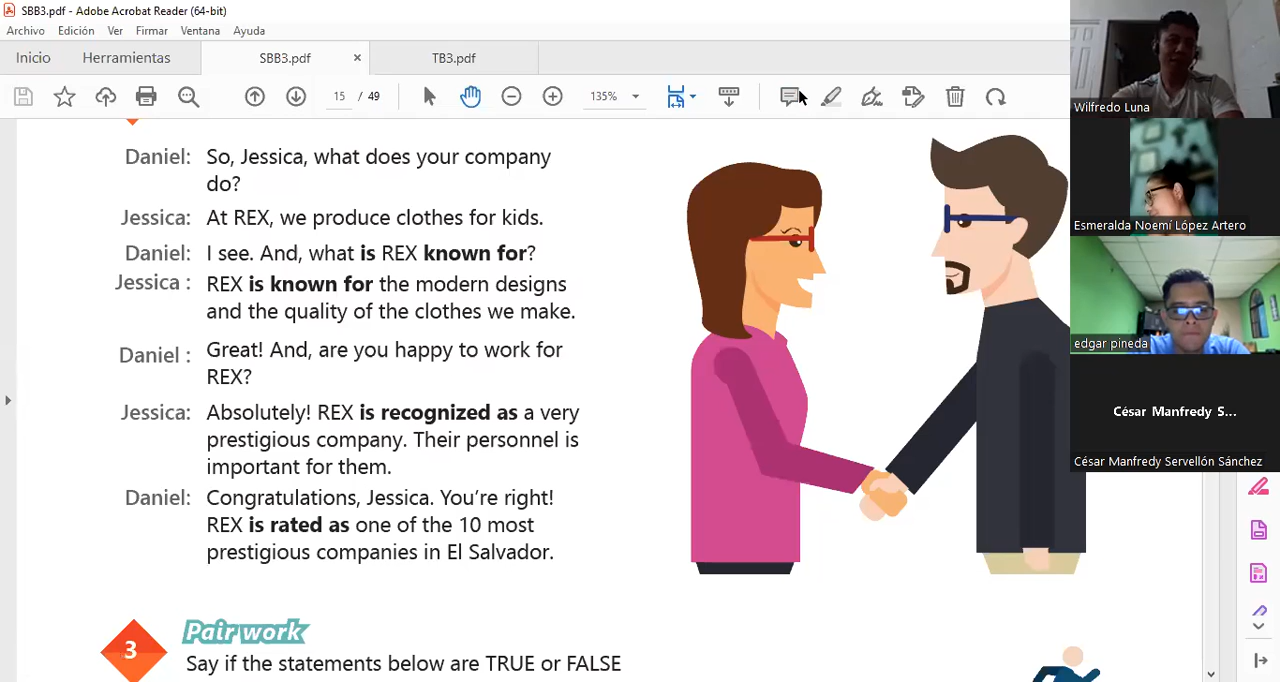 SBB3.pdf - Adobe Acrobat Reader (64-bit)
Archivo Edición Ver Firmar Ventana Ayuda
Inicio Herramientas SBB3.pdf × TB3.pdf
15 / 49 135%
Daniel: So, Jessica, what does your company
do?
Jessica: At REX, we produce clothes for kids.
Daniel: I see. And, what is REX known for?
Jessica : REX is known for the modern designs
and the quality of the clothes we make.
Daniel : Great! And, are you happy to work for
REX?
Jessica: Absolutely! REX is recognized as a very
prestigious company. Their personnel is
important for them.
Daniel: Congratulations, Jessica. You’re right!
REX is rated as one of the 10 most
prestigious companies in El Salvador.
3 Pair work
Say if the statements below are TRUE or FALSE
Wilfredo Luna
Esmeralda Noemí López Artero
edgar pineda
César Manfredy S...
César Manfredy Servellón Sánchez